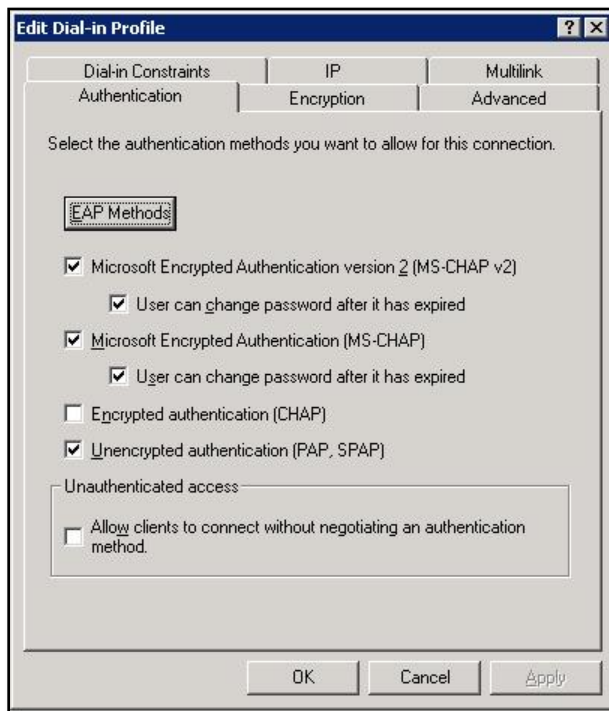 Edit Dial-in Profile
Dial-in Constraints IP Multilink
Authentication Encryption Advanced
Select the authentication methods you want to allow for this connection.
EAP Methods
Microsoft Encrypted Authentication version 2 (MS-CHAP v2)
User can change password after it has expired
Microsoft Encrypted Authentication (MS-CHAP)
User can change password after it has expired
Encrypted authentication (CHAP)
Unencrypted authentication (PAP, SPAP)
Unauthenticated access
Allow clients to connect without negotiating an authentication
method.
OK Cancel Apply